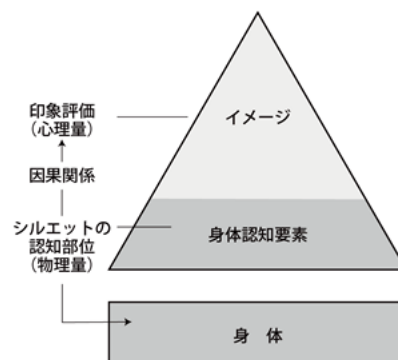 印象評価
（心理量）
因果関係
シルエットの
認知部位
（物理量）
イメージ
身体認知要素
身 体